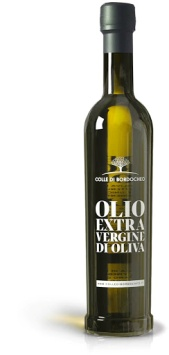 COLLE DI BORDOCHEO
OLIO
EXTRA
VERGINE
DI OLIVA